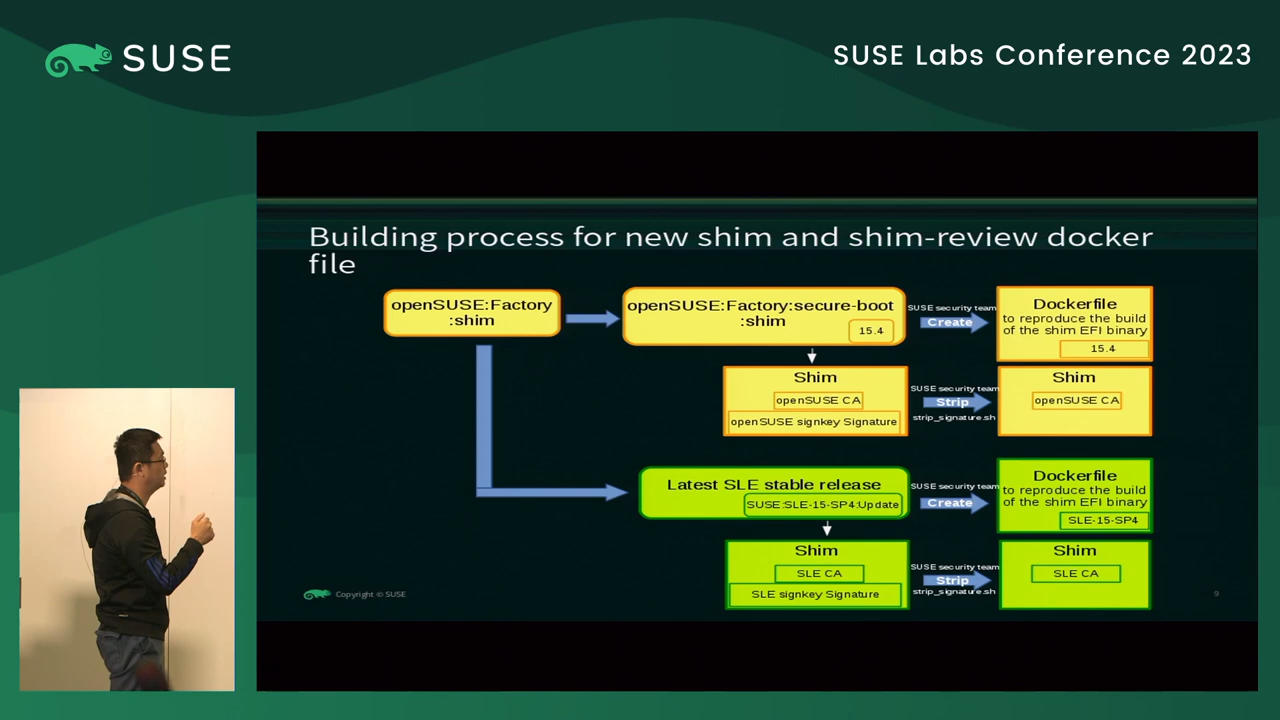 SUSE
SUSE Labs Conference 2023
Building process for new shim and shim-review docker
file
openSUSE:Factory
:shim
openSUSE:Factory:secure-boot
:shim
15.4
SUSE security team
Create
Dockerfile
to reproduce the build
of the shim EFI binary
15.4
Shim
openSUSE CA
openSUSE signkey Signature
SUSE security team
Strip
strip_signature.sh
Shim
openSUSE CA
Latest SLE stable release
SUSE:SLE-15-SP4:Update
SUSE security team
Create
Dockerfile
to reproduce the build
of the shim EFI binary
SLE-15-SP4
Shim
SLE CA
SLE signkey Signature
SUSE security team
Strip
strip_signature.sh
Shim
SLE CA
Copyright © SUSE
9